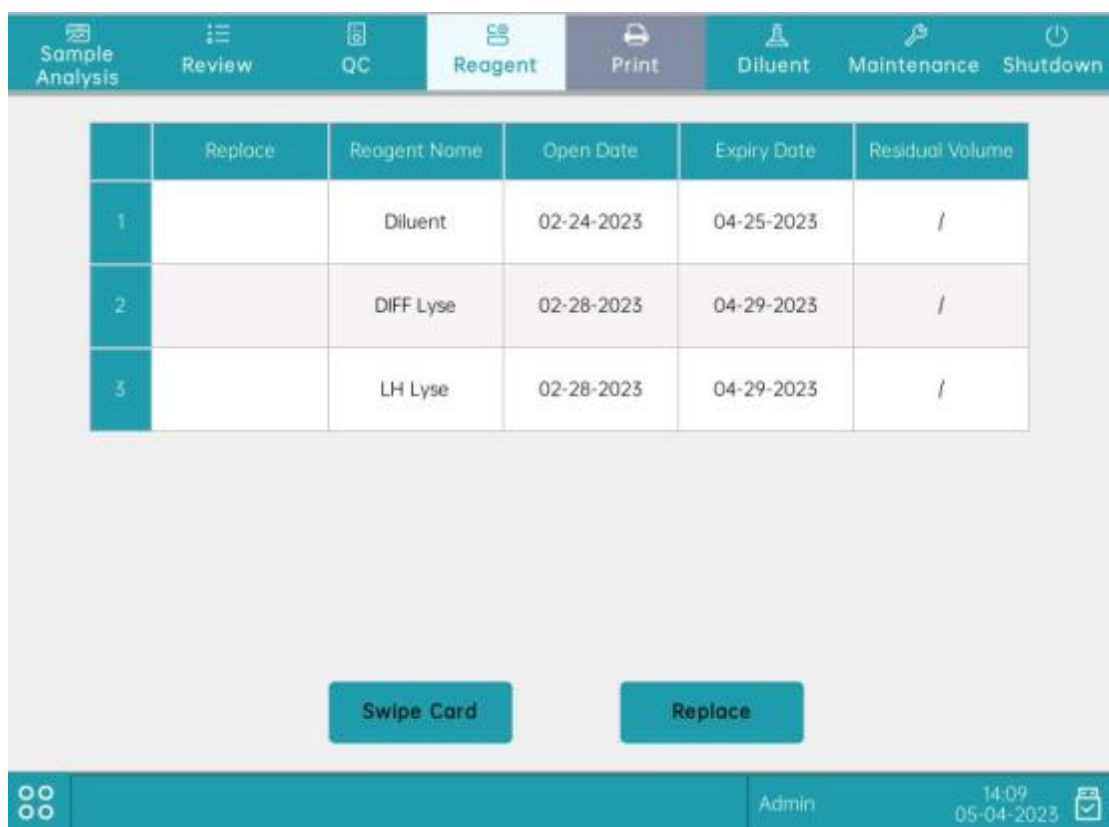 Sample
Analysis
Review
QC
Reagent
Print
Diluent
Maintenance
Shutdown
Replace Reagent Name Open Date Expiry Date Residual Volume
1 Diluent 02-24-2023 04-25-2023 /
2 DIFF Lyse 02-28-2023 04-29-2023 /
3 LH Lyse 02-28-2023 04-29-2023 /
Swipe Card
Replace
Admin
14:09
05-04-2023